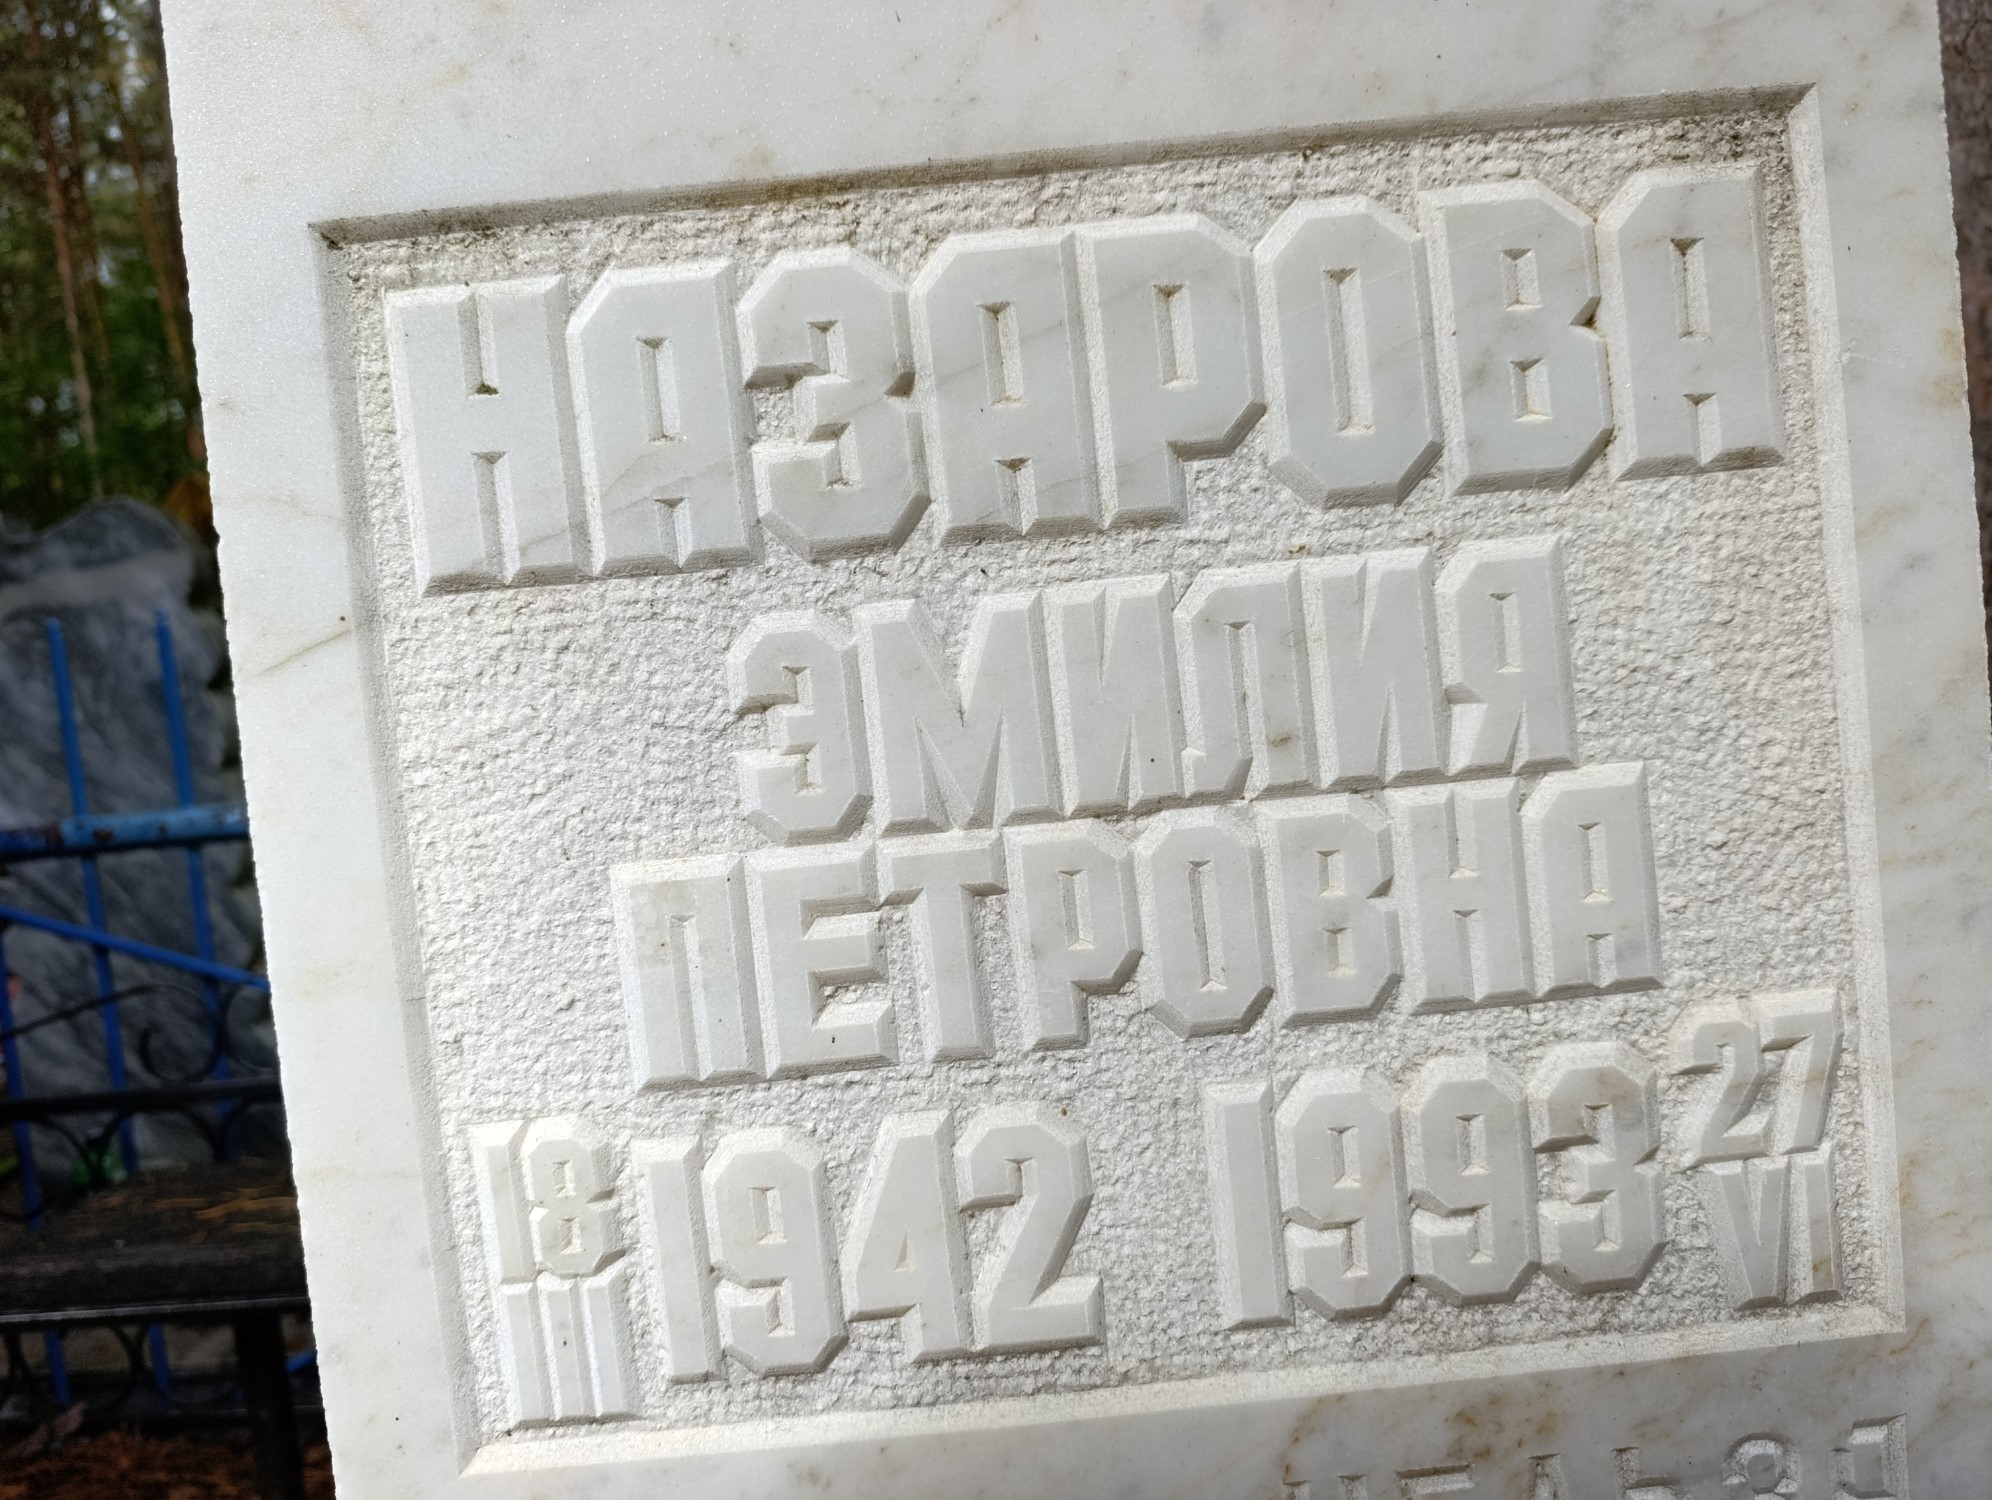 НАЗАРОВА
ЭМИЛИЯ
ПЕТРОВНА
18 III 1942 1993 27 VI